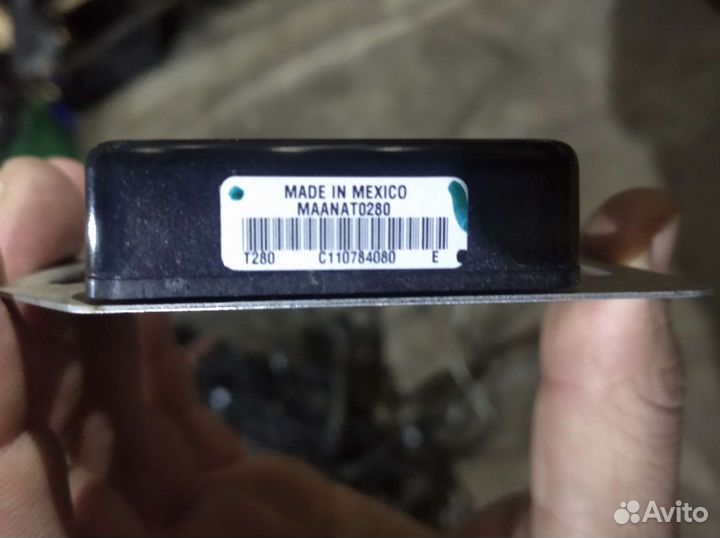 MADE IN MEXICO
MAANAT0280
T280 C110784080 E
Avito